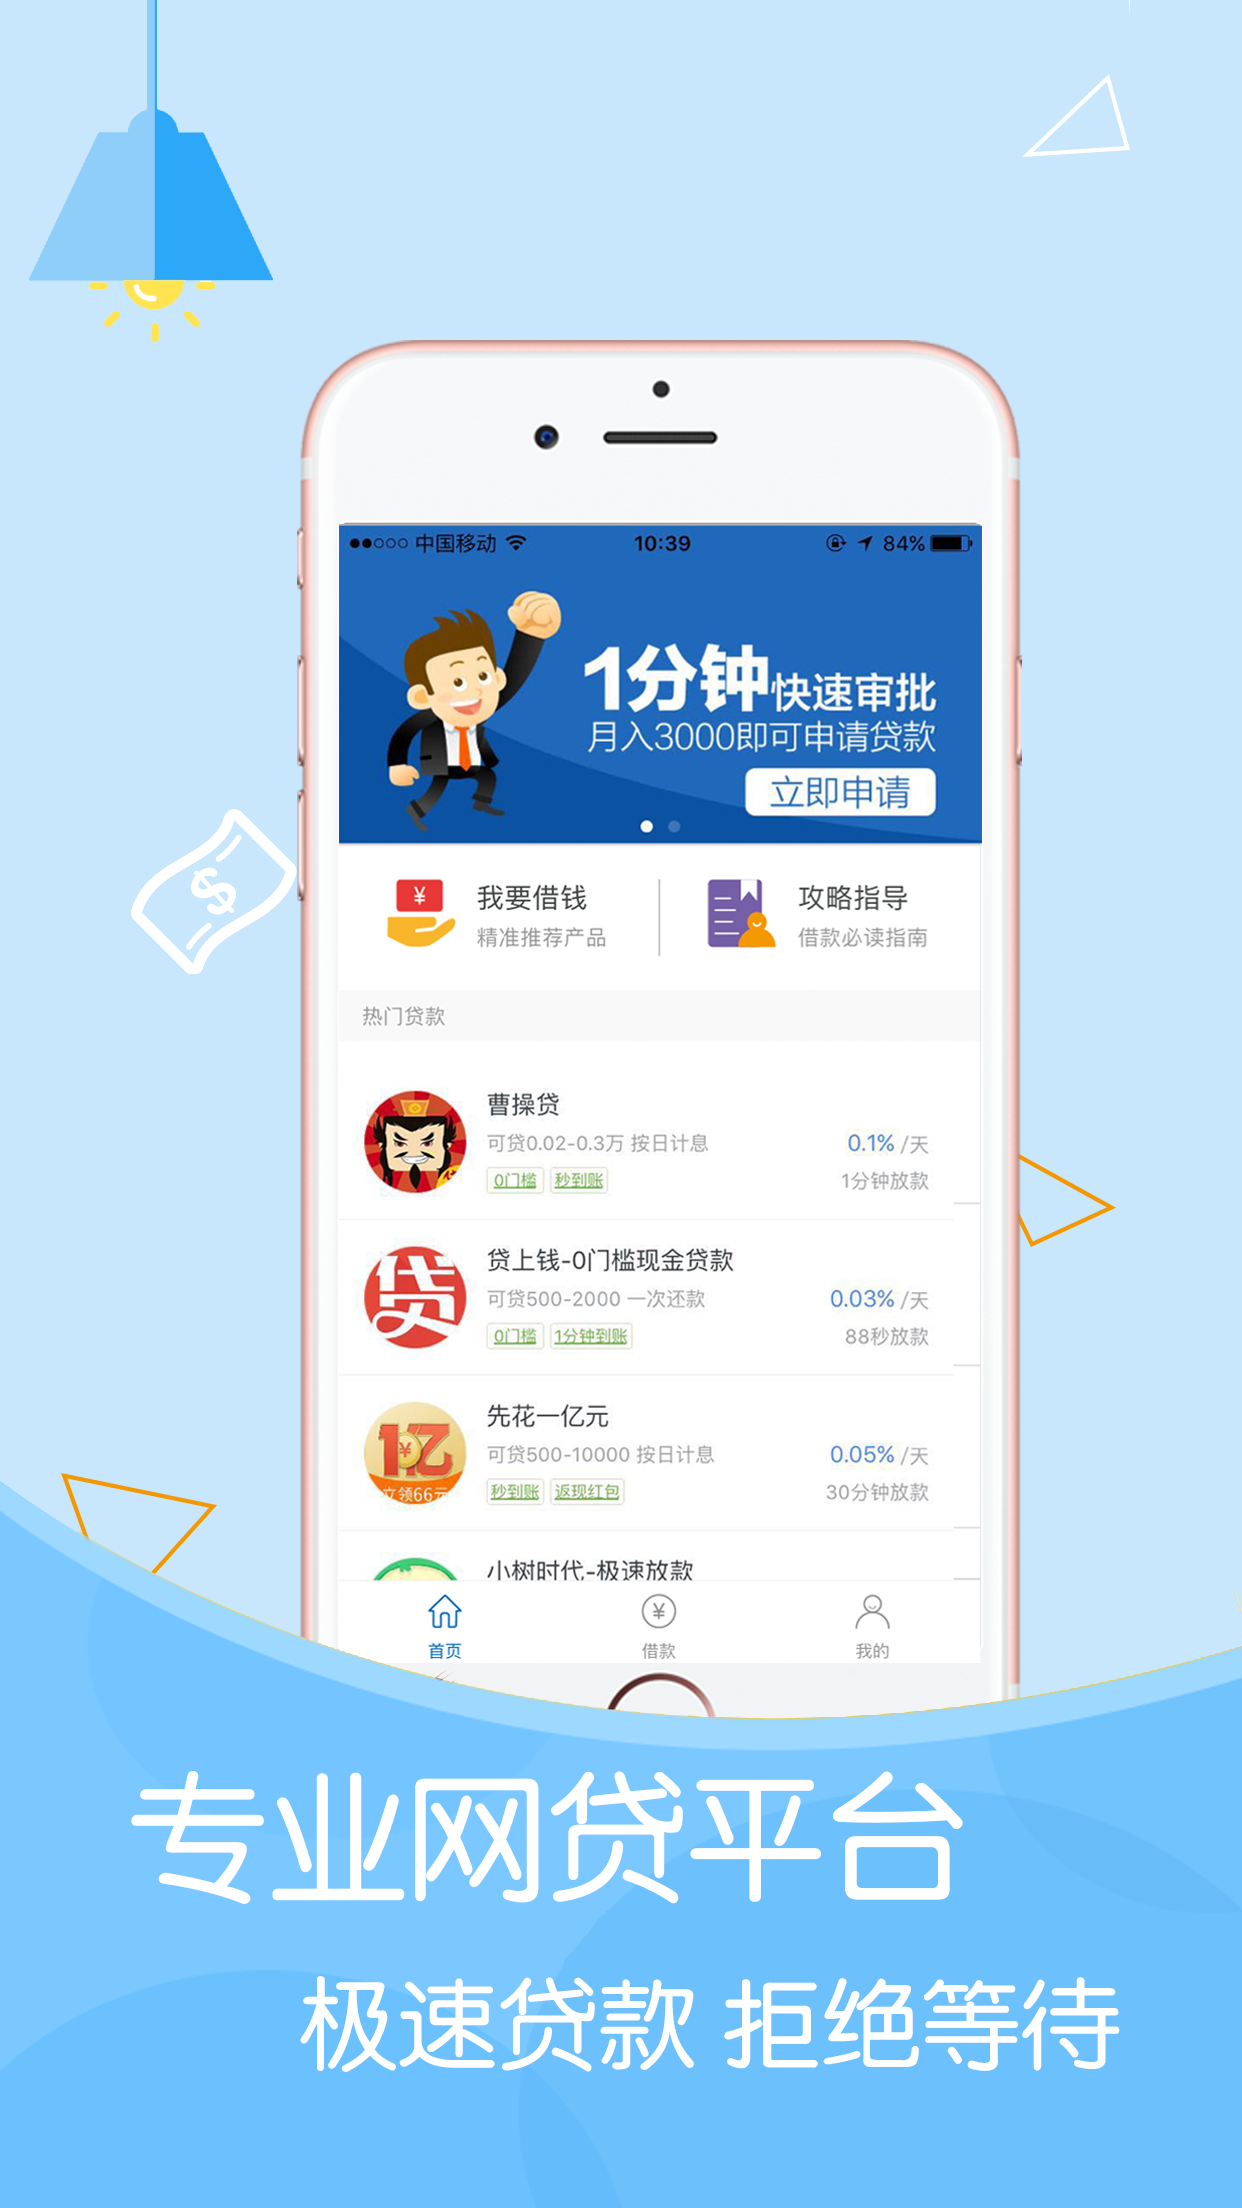 中国移动 10:39 84%
1分钟快速审批
月入3000即可申请贷款
立即申请
¥
我要借钱
精准推荐产品
攻略指导
借款必读指南
热门贷款
曹操贷
可贷0.02-0.3万 按日计息 0.1% /天
0门槛 秒到账 1分钟放款
贷
贷上钱-0门槛现金贷款
可贷500-2000 一次还款 0.03% /天
0门槛 1分钟到账 88秒放款
1亿
¥
立领66元
先花一亿元
可贷500-10000 按日计息 0.05% /天
秒到账 返现红包 30分钟放款
小树时代-极速放款
¥
首页 借款 我的
$
专业网贷平台
极速贷款 拒绝等待